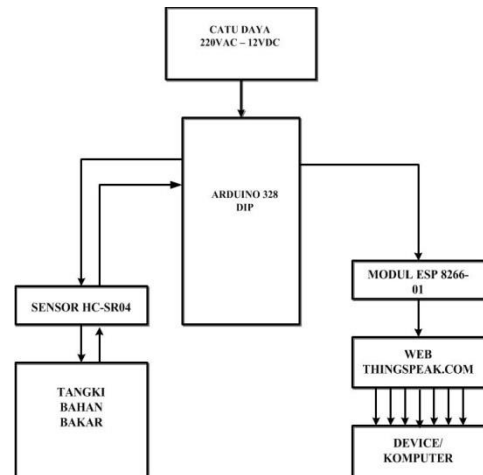 CATU DAYA
220VAC – 12VDC
ARDUINO 328
DIP
SENSOR HC-SR04
TANGKI
BAHAN
BAKAR
MODUL ESP 8266-
01
WEB
THINGSPEAK.COM
DEVICE/
KOMPUTER